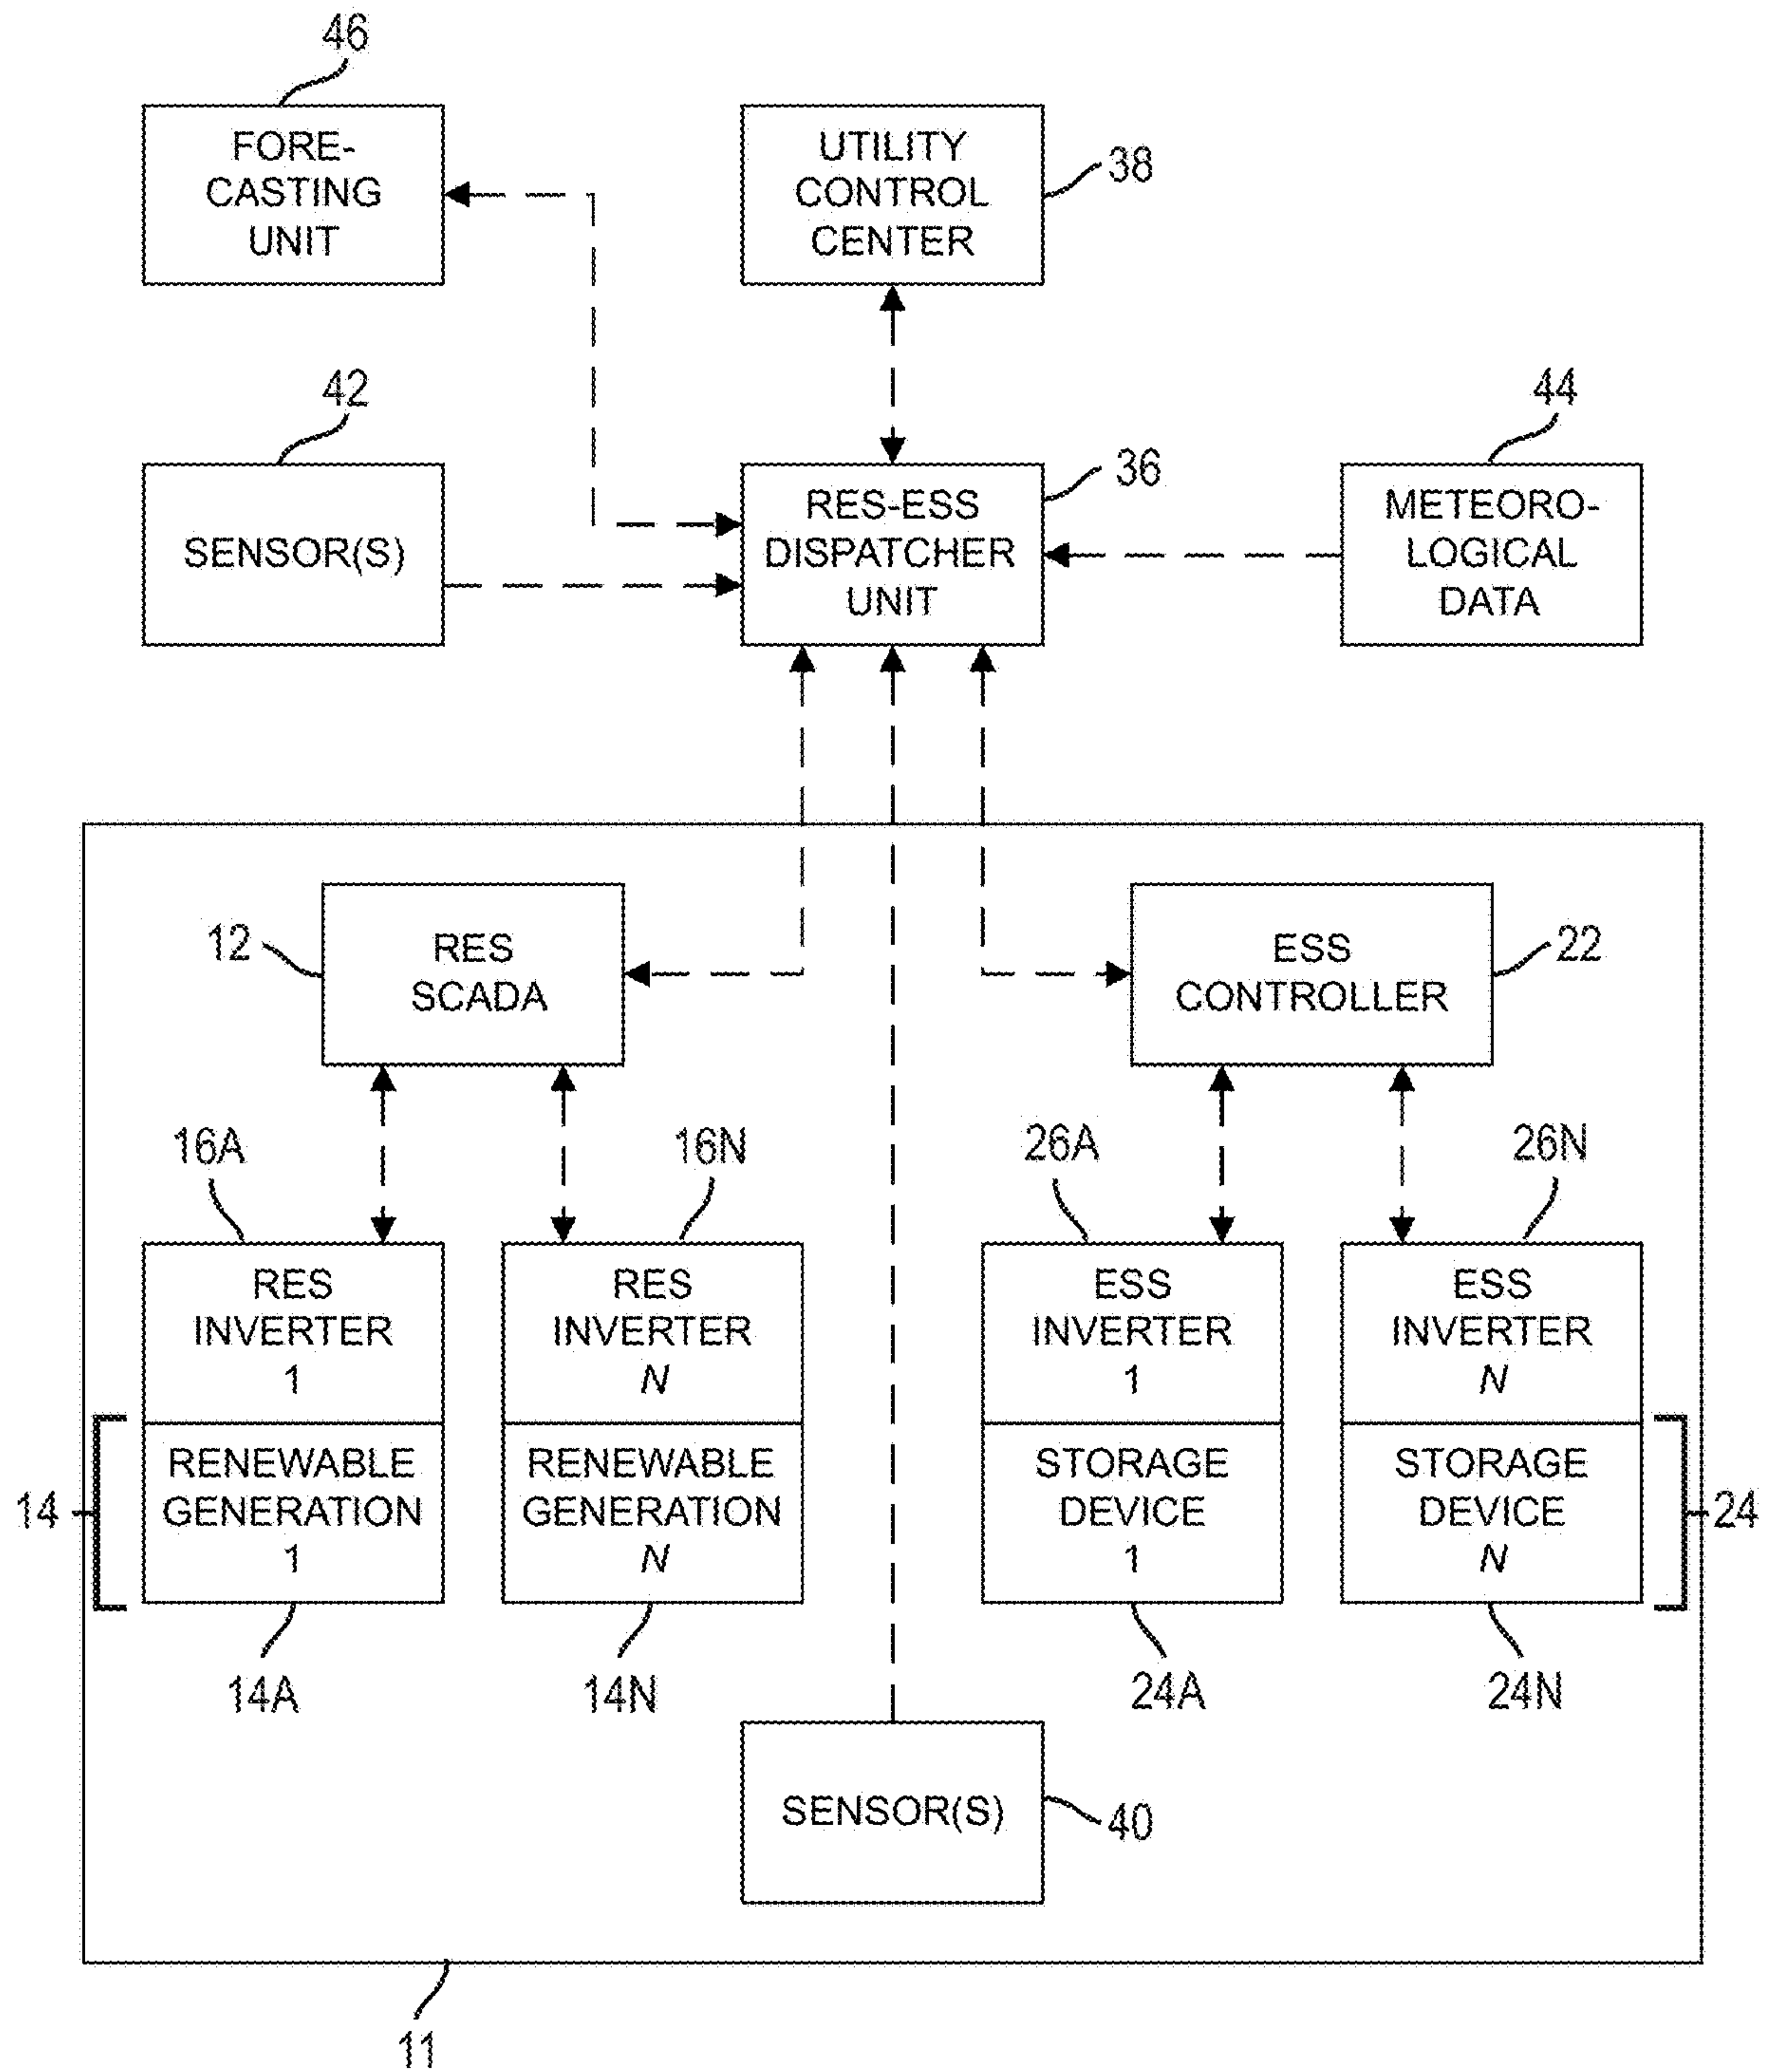 46
FORE-
CASTING
UNIT
UTILITY
CONTROL
CENTER
38
42
SENSOR(S)
36
RES-ESS
DISPATCHER
UNIT
44
METEORO-
LOGICAL
DATA
12
RES
SCADA
ESS
CONTROLLER
22
16A
16N
26A
26N
RES
INVERTER
1
RES
INVERTER
N
ESS
INVERTER
1
ESS
INVERTER
N
14
RENEWABLE
GENERATION
1
RENEWABLE
GENERATION
N
STORAGE
DEVICE
1
STORAGE
DEVICE
N
24
14A
14N
24A
24N
SENSOR(S)
40
11